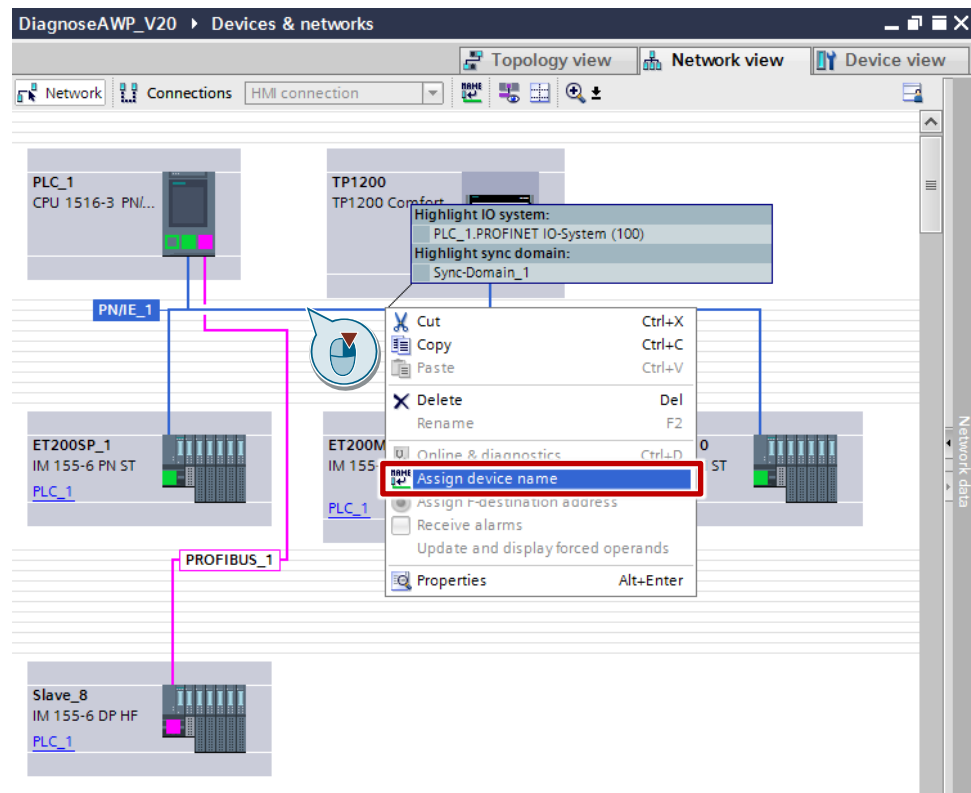 DiagnoseAWP_V20 ▸ Devices & networks
Topology view
Network view
Device view
Network
Connections
HMI connection
NAME
PLC_1
CPU 1516-3 PN/...
TP1200
TP1200 Comfort
Highlight IO system:
PLC_1.PROFINET IO-System (100)
Highlight sync domain:
Sync-Domain_1
PN/IE_1
Cut Ctrl+X
Copy Ctrl+C
Paste Ctrl+V
Delete Del
Rename F2
Online & diagnostics Ctrl+D
NAME Assign device name
Assign F-destination address
Receive alarms
Update and display forced operands
Properties Alt+Enter
ET200SP_1
IM 155-6 PN ST
PLC_1
ET200M
IM 155-
PLC_1
0
ST
PROFIBUS_1
Slave_8
IM 155-6 DP HF
PLC_1
Network data